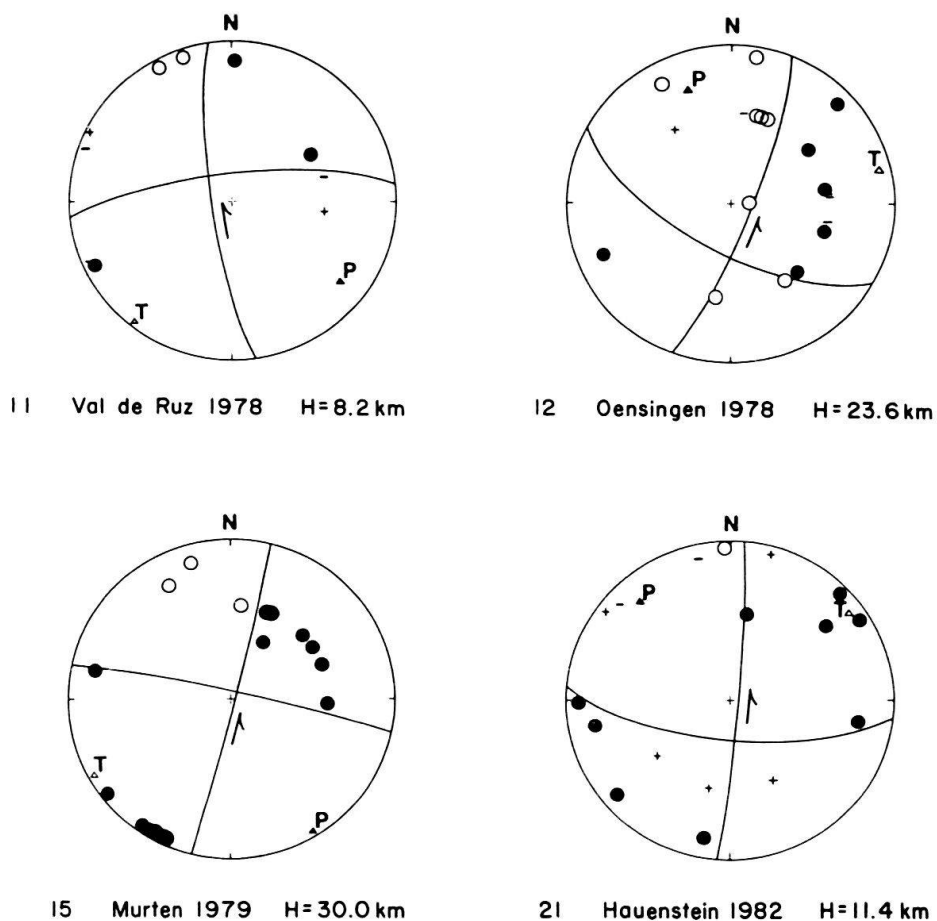 N
P
T
11 Val de Ruz 1978 H=8.2 km
N
P
T
12 Oensingen 1978 H=23.6 km
N
T
P
15 Murten 1979 H=30.0 km
N
P
T
21 Hauenstein 1982 H=11.4 km